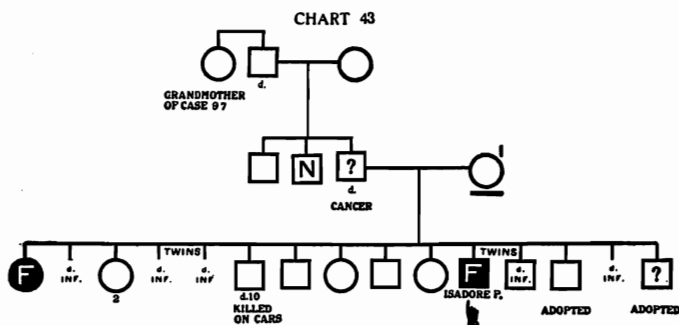 CHART 43
GRANDMOTHER
OF CASE 97
d.
N
?
d.
CANCER
1
F
d.
INF.
2
TWINS
d.
INF.
d.
INF
d.10
KILLED
ON CARS
F
ISADORE P.
TWINS
d.
INF.
ADOPTED
d.
INF.
?
ADOPTED